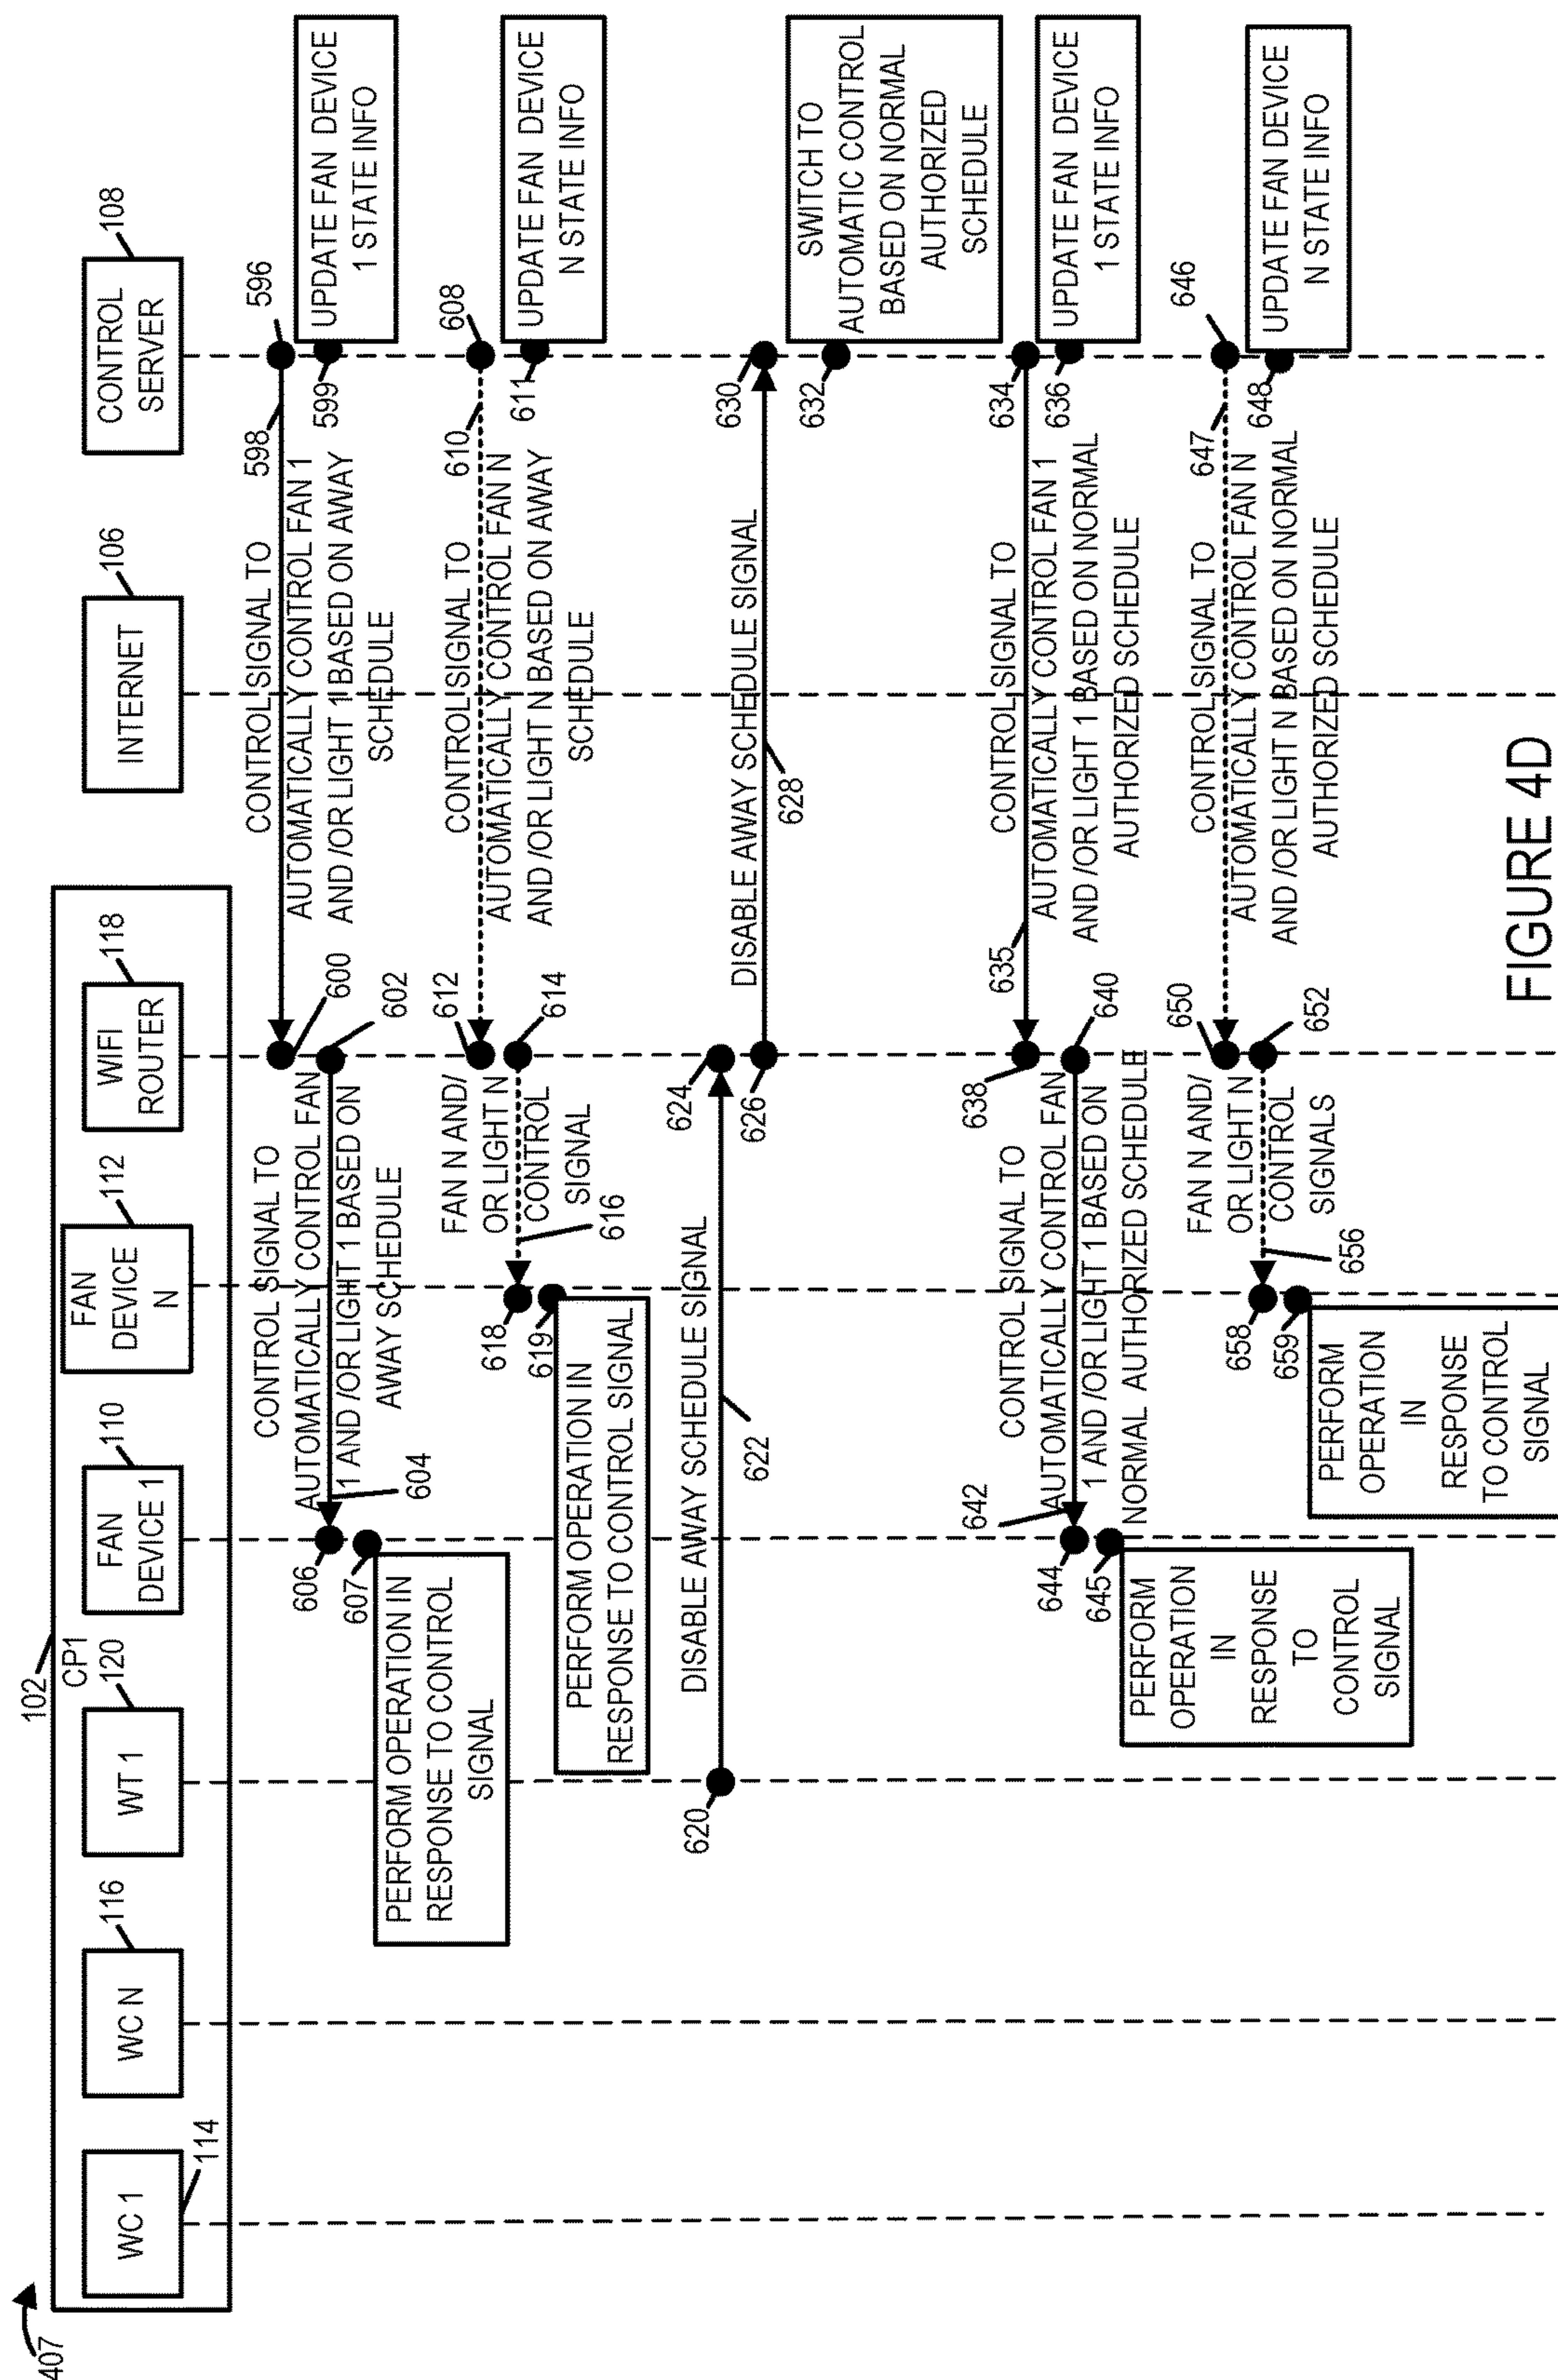 407
102
CP1
WC 1
114
WC N
116
WT 1
120
FAN
DEVICE 1
110
FAN
DEVICE
N
112
WIFI
ROUTER
118
INTERNET
106
CONTROL
SERVER
108
596
598
CONTROL SIGNAL TO
AUTOMATICALLY CONTROL FAN 1
AND /OR LIGHT 1 BASED ON AWAY
SCHEDULE
599
UPDATE FAN DEVICE
1 STATE INFO
600
602
CONTROL SIGNAL TO
AUTOMATICALLY CONTROL FAN
1 AND /OR LIGHT 1 BASED ON
AWAY SCHEDULE
604
606
607
PERFORM OPERATION IN
RESPONSE TO CONTROL
SIGNAL
608
610
CONTROL SIGNAL TO
AUTOMATICALLY CONTROL FAN N
AND /OR LIGHT N BASED ON AWAY
SCHEDULE
611
UPDATE FAN DEVICE
N STATE INFO
612
614
FAN N AND/
OR LIGHT N
CONTROL
SIGNAL
616
618
619
PERFORM OPERATION IN
RESPONSE TO CONTROL SIGNAL
620
DISABLE AWAY SCHEDULE SIGNAL
622
624
626
DISABLE AWAY SCHEDULE SIGNAL
628
630
632
SWITCH TO
AUTOMATIC CONTROL
BASED ON NORMAL
AUTHORIZED
SCHEDULE
634
635
CONTROL SIGNAL TO
AUTOMATICALLY CONTROL FAN 1
AND /OR LIGHT 1 BASED ON NORMAL
AUTHORIZED SCHEDULE
636
UPDATE FAN DEVICE
1 STATE INFO
638
640
CONTROL SIGNAL TO
AUTOMATICALLY CONTROL FAN
1 AND /OR LIGHT 1 BASED ON
NORMAL AUTHORIZED SCHEDULE
642
644
645
PERFORM
OPERATION
IN
RESPONSE
TO
CONTROL
SIGNAL
646
647
CONTROL SIGNAL TO
AUTOMATICALLY CONTROL FAN N
AND /OR LIGHT N BASED ON NORMAL
AUTHORIZED SCHEDULE
648
UPDATE FAN DEVICE
N STATE INFO
650
652
FAN N AND/
OR LIGHT N
CONTROL
SIGNALS
656
658
659
PERFORM
OPERATION
IN
RESPONSE
TO CONTROL
SIGNAL
FIGURE 4D